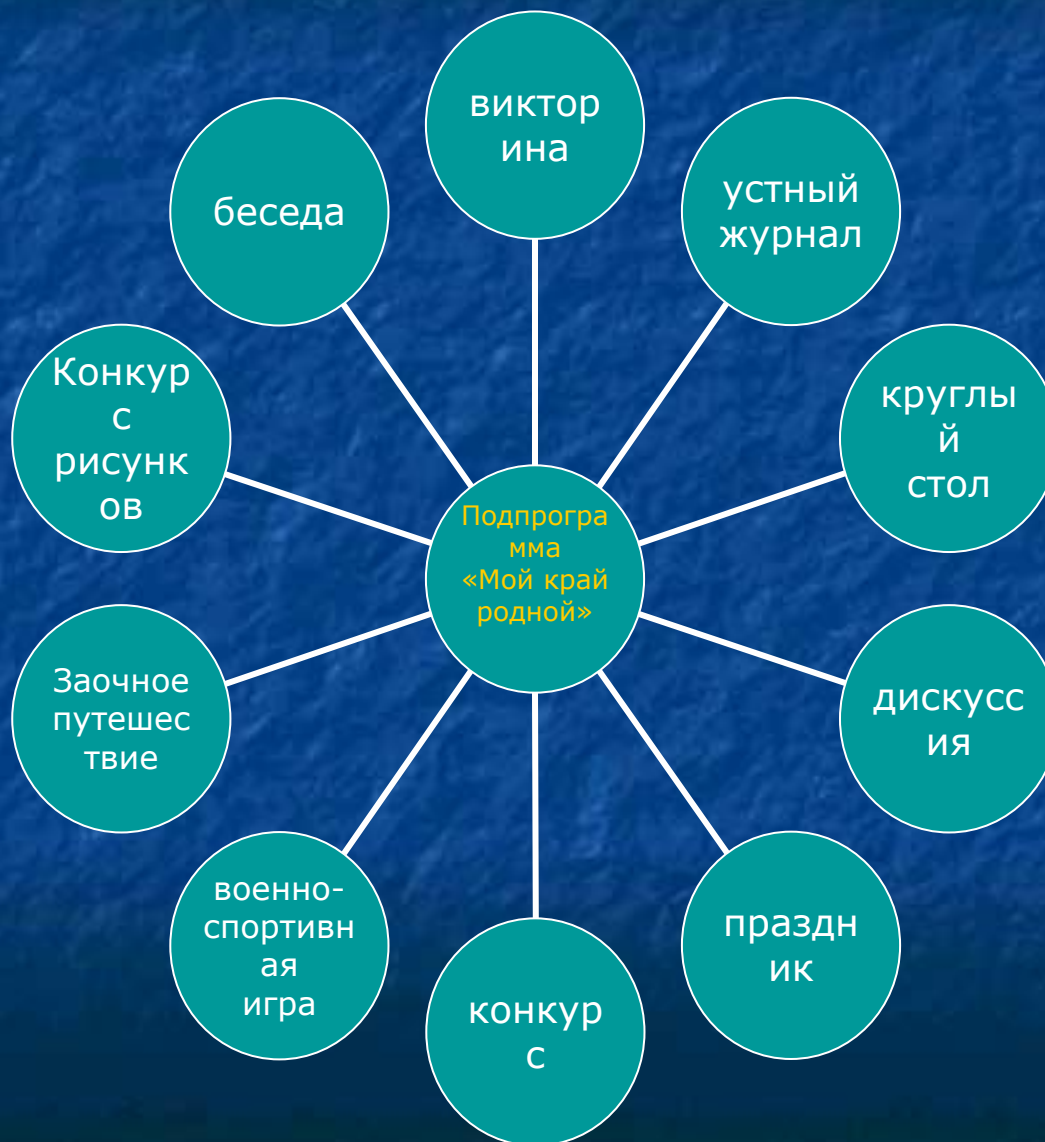 виктор
ина
беседа
устный
журнал
Конкур
с
рисунк
ов
круглы
й
стол
Подпрогра
мма
«Мой край
родной»
Заочное
путешес
твие
дискусс
ия
военно-
спортивн
ая
игра
праздн
ик
конкур
с